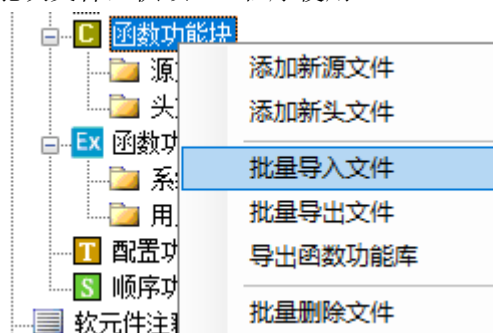 函数功能块
源
头
函数功
系
用
配置功
顺序功
软元件注
添加新源文件
添加新头文件
批量导入文件
批量导出文件
导出函数功能库
批量删除文件